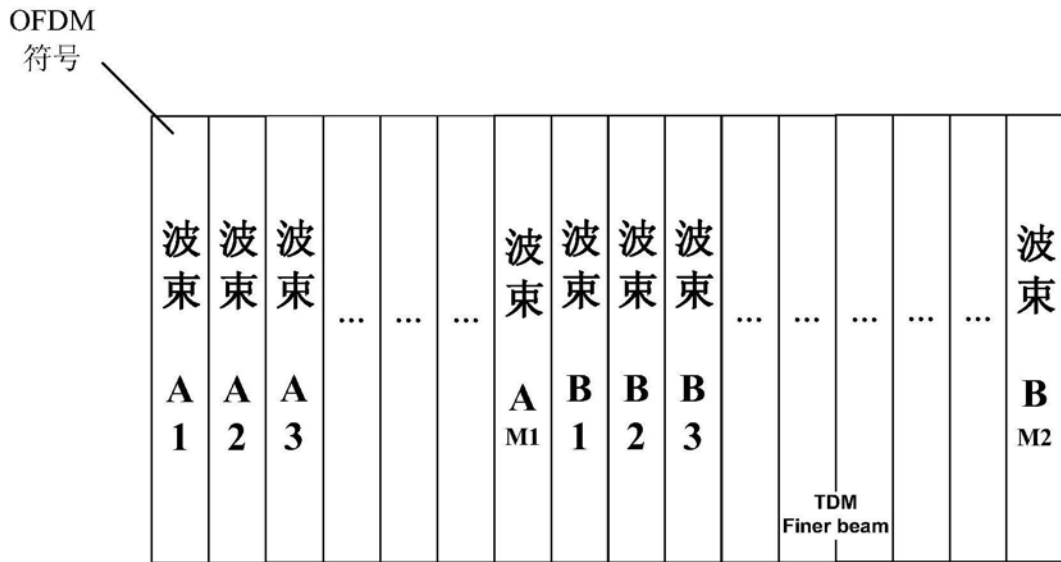 OFDM
符号
波束 A 1
波束 A 2
波束 A 3
...
...
...
波束 A M1
波束 B 1
波束 B 2
波束 B 3
...
...
...
...
...
波束 B M2
TDM
Finer beam